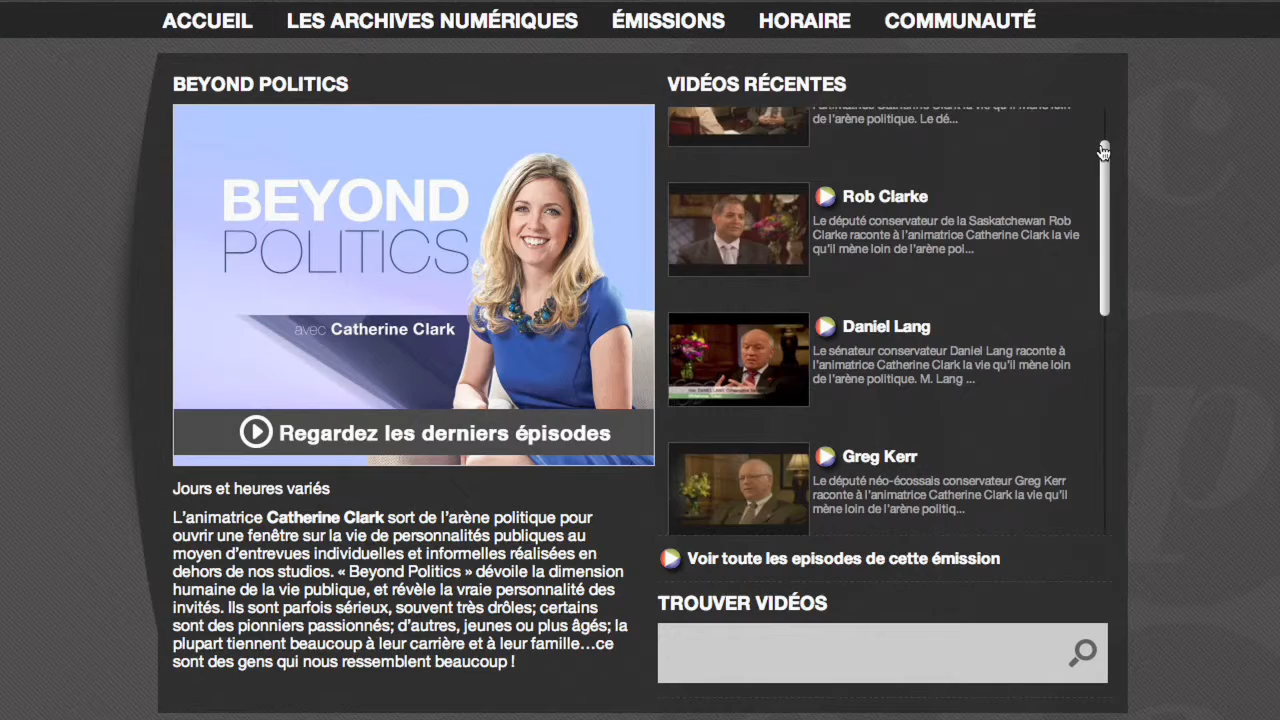 ACCUEIL LES ARCHIVES NUMÉRIQUES ÉMISSIONS HORAIRE COMMUNAUTÉ
BEYOND POLITICS
BEYOND
POLITICS
avec Catherine Clark
Regardez les derniers épisodes
Jours et heures variés
L'animatrice Catherine Clark sort de l'arène politique pour
ouvrir une fenêtre sur la vie de personnalités publiques au
moyen d'entrevues individuelles et informelles réalisées en
dehors de nos studios. « Beyond Politics » dévoile la dimension
humaine de la vie publique, et révèle la vraie personnalité des
invités. Ils sont parfois sérieux, souvent très drôles; certains
sont des pionniers passionnés; d'autres, jeunes ou plus âgés; la
plupart tiennent beaucoup à leur carrière et à leur famille…ce
sont des gens qui nous ressemblent beaucoup !
VIDÉOS RÉCENTES
l'animatrice Catherine Clark la vie qu'il mène loin
de l'arène politique. Le dé...
Rob Clarke
Le député conservateur de la Saskatchewan Rob
Clarke raconte à l'animatrice Catherine Clark la vie
qu'il mène loin de l'arène pol...
Daniel Lang
Le sénateur conservateur Daniel Lang raconte à
l'animatrice Catherine Clark la vie qu'il mène loin
de l'arène politique. M. Lang ...
Greg Kerr
Le député néo-écossais conservateur Greg Kerr
raconte à l'animatrice Catherine Clark la vie qu'il
mène loin de l'arène politiq...
Voir toute les episodes de cette émission
TROUVER VIDÉOS